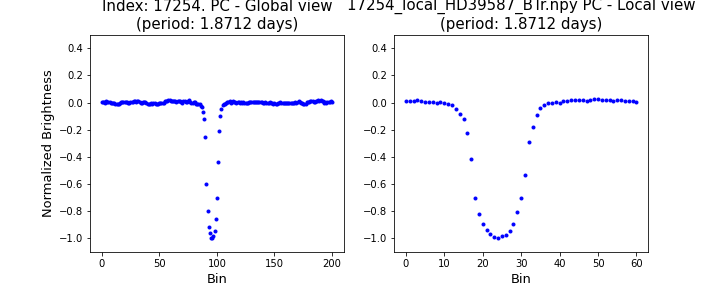 Index: 17254. PC - Global view
(period: 1.8712 days)
17254_local_HD39587_BTr.npy PC - Local view
(period: 1.8712 days)
Normalized Brightness
0.4
0.2
0.0
−0.2
−0.4
−0.6
−0.8
−1.0
0 50 100 150 200
Bin
0.4
0.2
0.0
−0.2
−0.4
−0.6
−0.8
−1.0
0 10 20 30 40 50 60
Bin